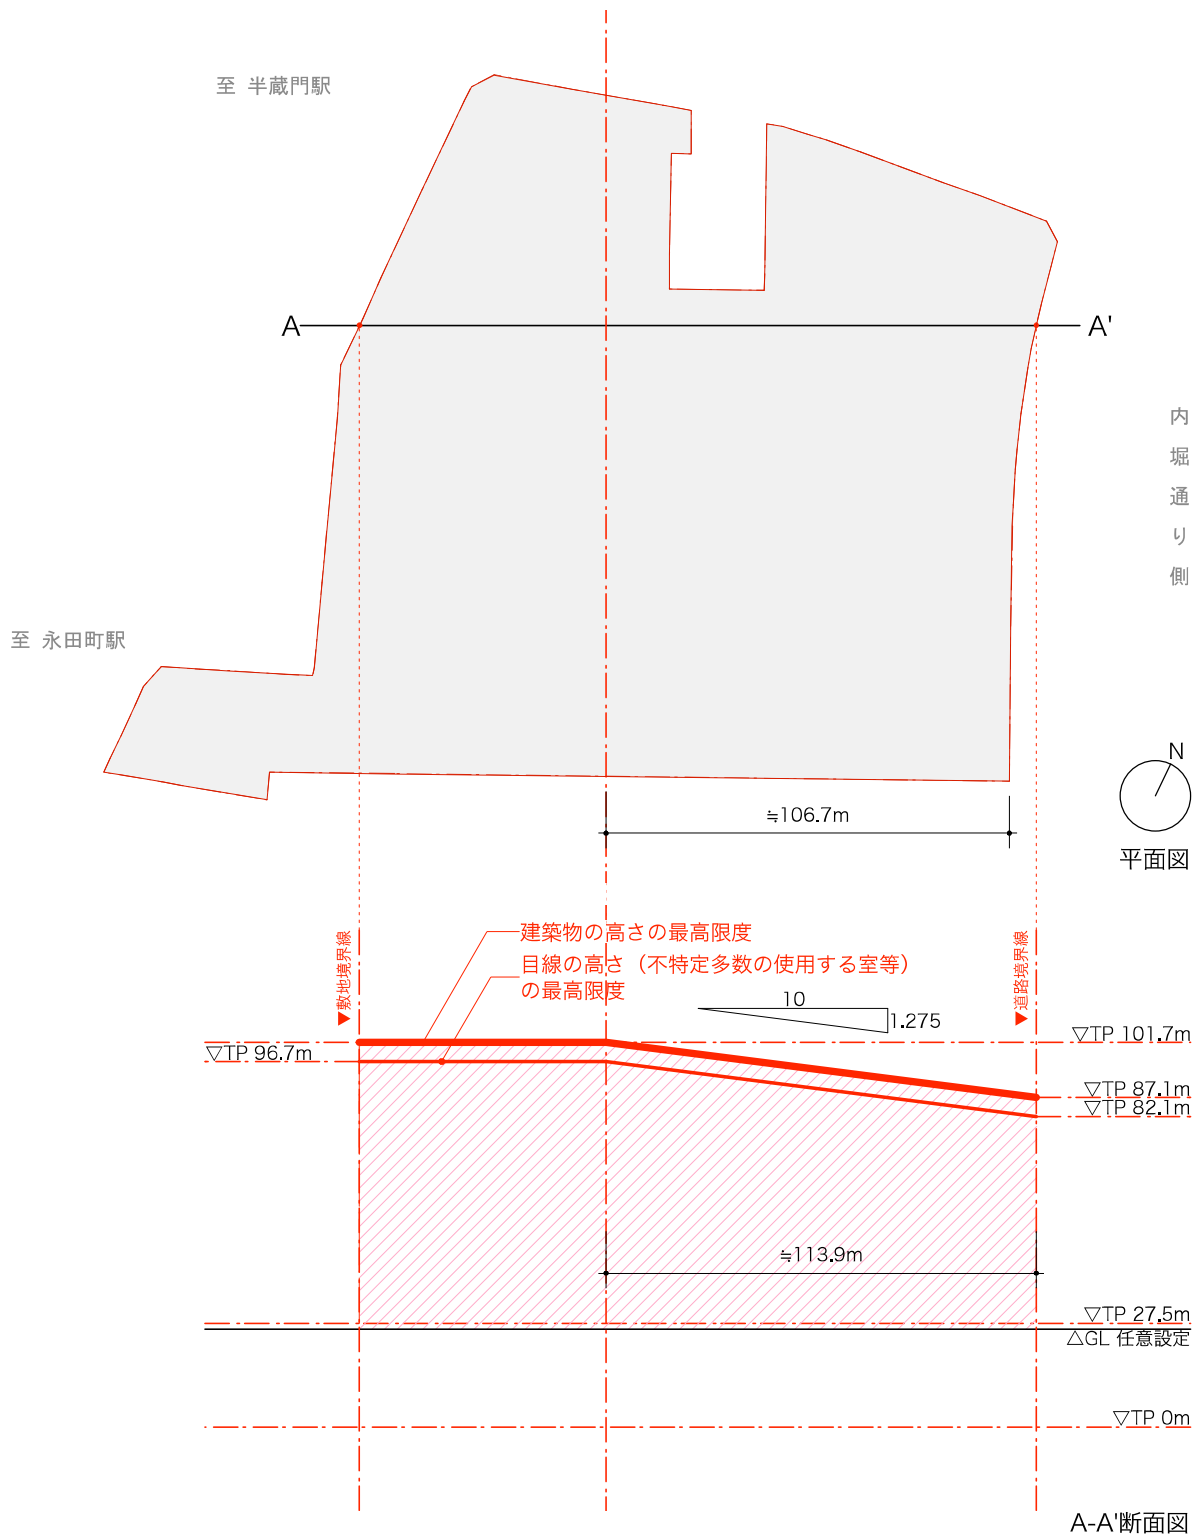 至 半蔵門駅
A
A'
内堀通り側
至 永田町駅
N
≒106.7m
平面図
建築物の高さの最高限度
目線の高さ（不特定多数の使用する室等）
の最高限度
▼敷地境界線
▼道路境界線
10
1.275
▽TP 101.7m
▽TP 96.7m
▽TP 87.1m
▽TP 82.1m
≒113.9m
▽TP 27.5m
△GL 任意設定
▽TP 0m
A-A'断面図